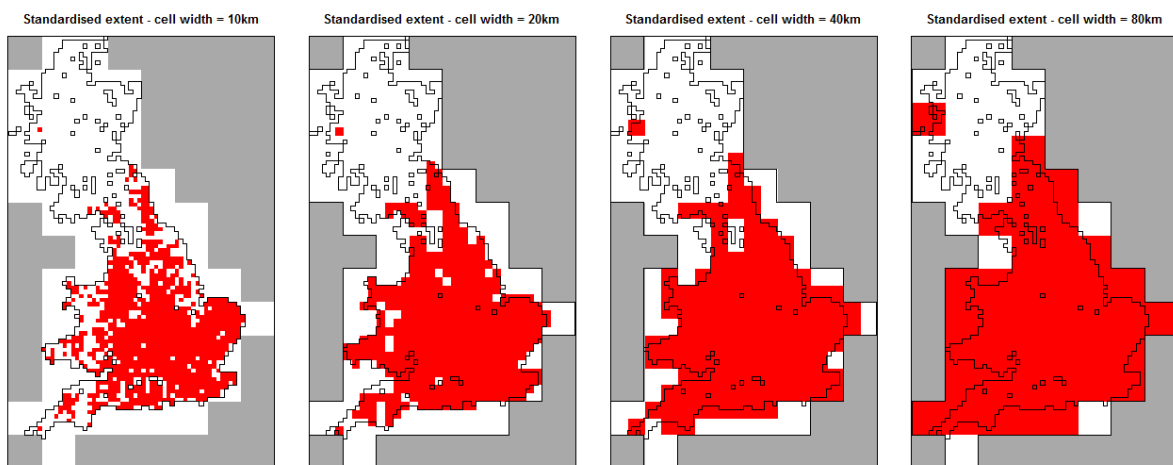 Standardised extent - cell width = 10km
Standardised extent - cell width = 20km
Standardised extent - cell width = 40km
Standardised extent - cell width = 80km